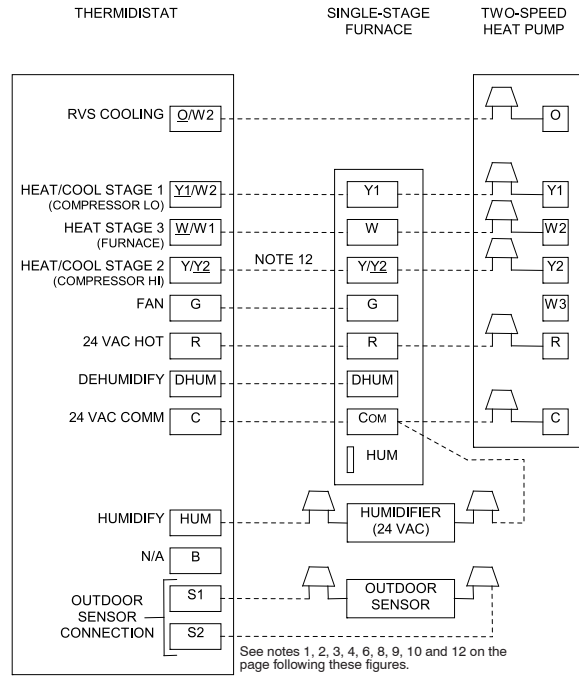 THERMIDISTAT
SINGLE-STAGE
FURNACE
TWO-SPEED
HEAT PUMP
RVS COOLING O/W2 O
HEAT/COOL STAGE 1
(COMPRESSOR LO)
Y1/W2 Y1 Y1
HEAT STAGE 3
(FURNACE)
W/W1 W W2
HEAT/COOL STAGE 2
(COMPRESSOR HI)
Y/Y2 NOTE 12 Y/Y2 Y2
FAN G G W3
24 VAC HOT R R R
DEHUMIDIFY DHUM DHUM
24 VAC COMM C COM C
HUM
HUMIDIFY HUM
HUMIDIFIER
(24 VAC)
N/A B
OUTDOOR
SENSOR
CONNECTION
S1
S2
OUTDOOR
SENSOR
See notes 1, 2, 3, 4, 6, 8, 9, 10 and 12 on the
page following these figures.